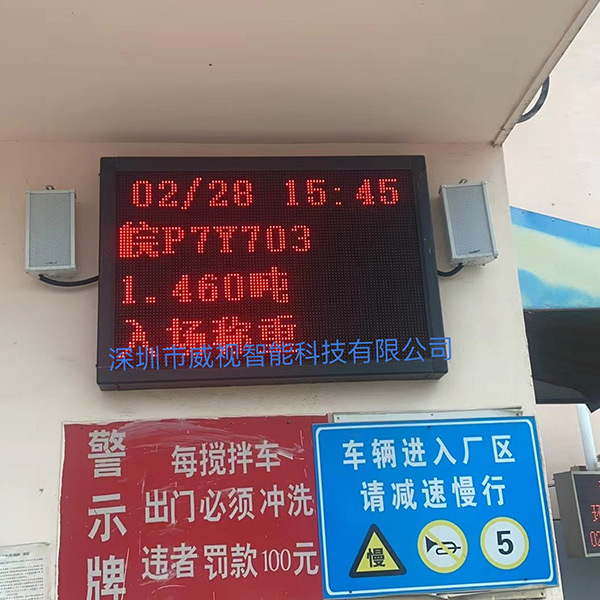 02/28 15:45
皖P7Y703
1.460吨
入场称重
深圳市威视智能科技有限公司
警示牌
每搅拌车
出门必须冲洗
违者罚款100元
车辆进入厂区
请减速慢行
慢
5